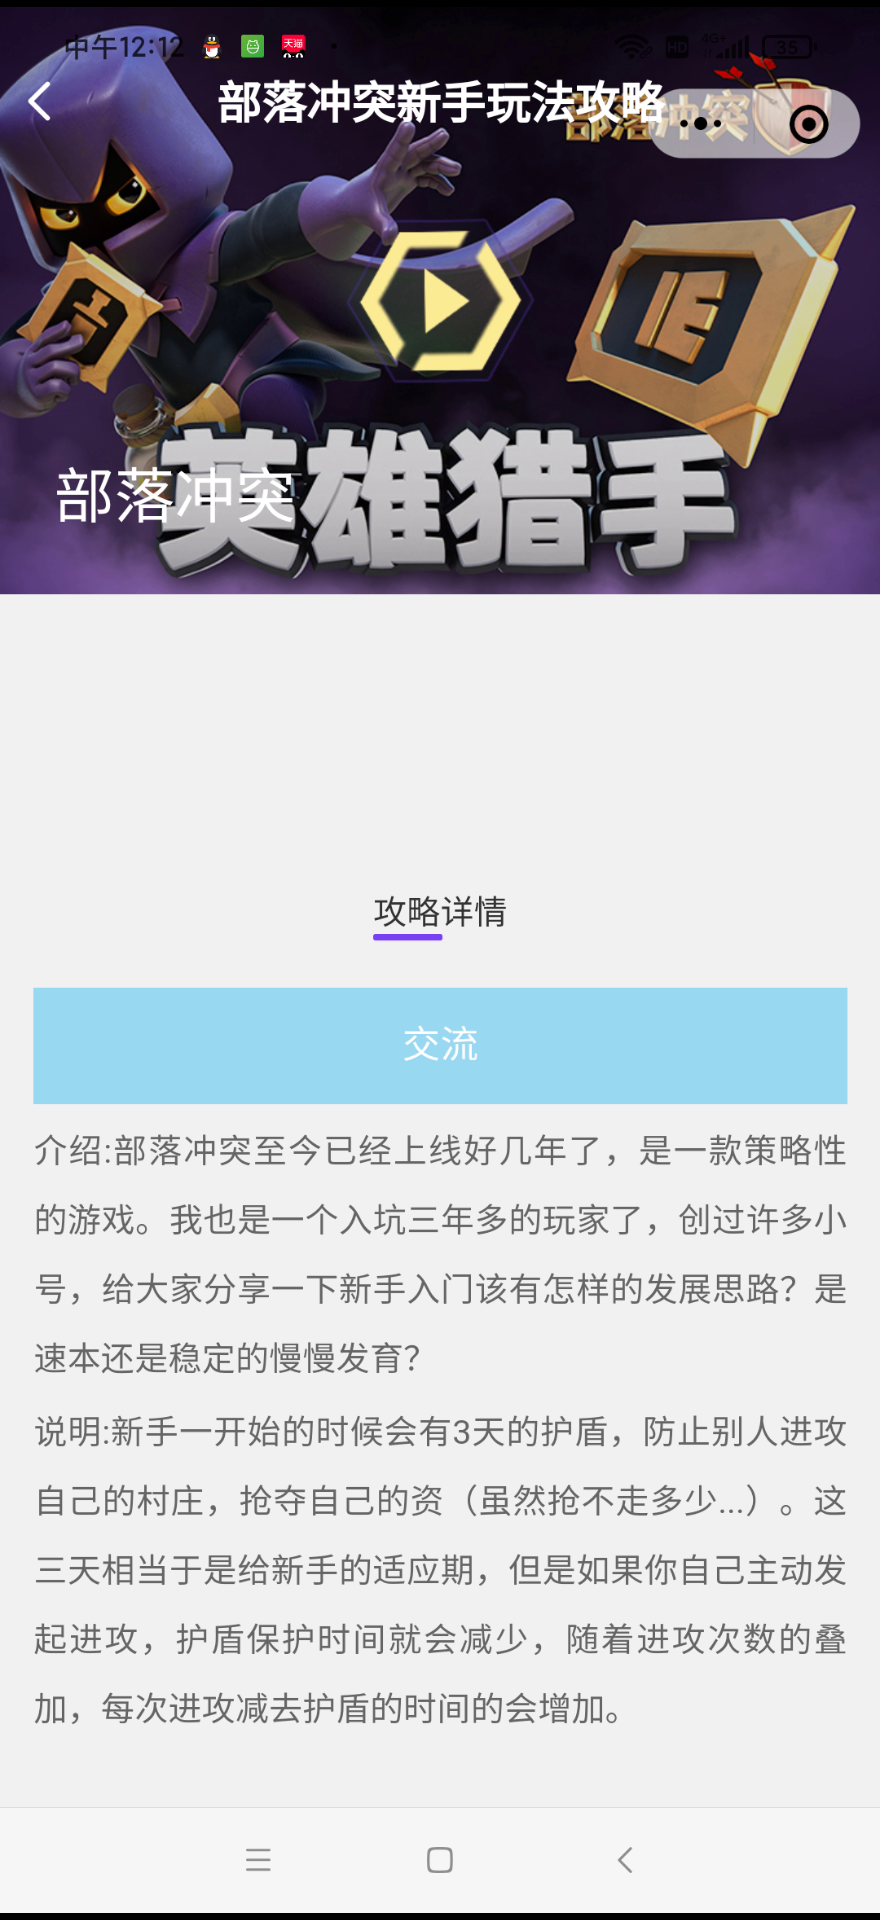 中午12:12
天猫
HD
4G+
35
部落冲突新手玩法攻略
部落冲突
英雄猎手
部落冲突
攻略详情
交流
介绍:部落冲突至今已经上线好几年了，是一款策略性
的游戏。我也是一个入坑三年多的玩家了，创过许多小
号，给大家分享一下新手入门该有怎样的发展思路？是
速本还是稳定的慢慢发育？
说明:新手一开始的时候会有3天的护盾，防止别人进攻
自己的村庄，抢夺自己的资（虽然抢不走多少...）。这
三天相当于是给新手的适应期，但是如果你自己主动发
起进攻，护盾保护时间就会减少，随着进攻次数的叠
加，每次进攻减去护盾的时间的会增加。